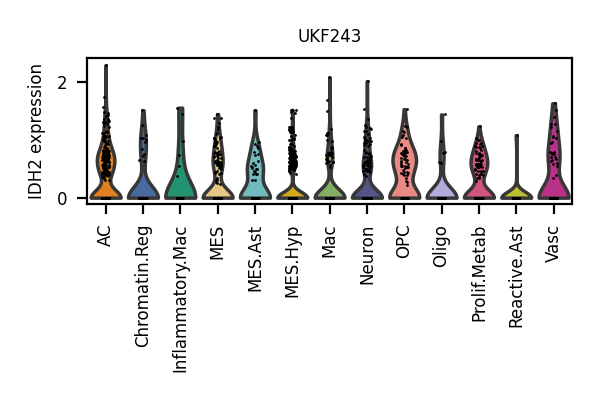 UKF243
IDH2 expression
2
0
AC
Chromatin.Reg
Inflammatory.Mac
MES
MES.Ast
MES.Hyp
Mac
Neuron
OPC
Oligo
Prolif.Metab
Reactive.Ast
Vasc